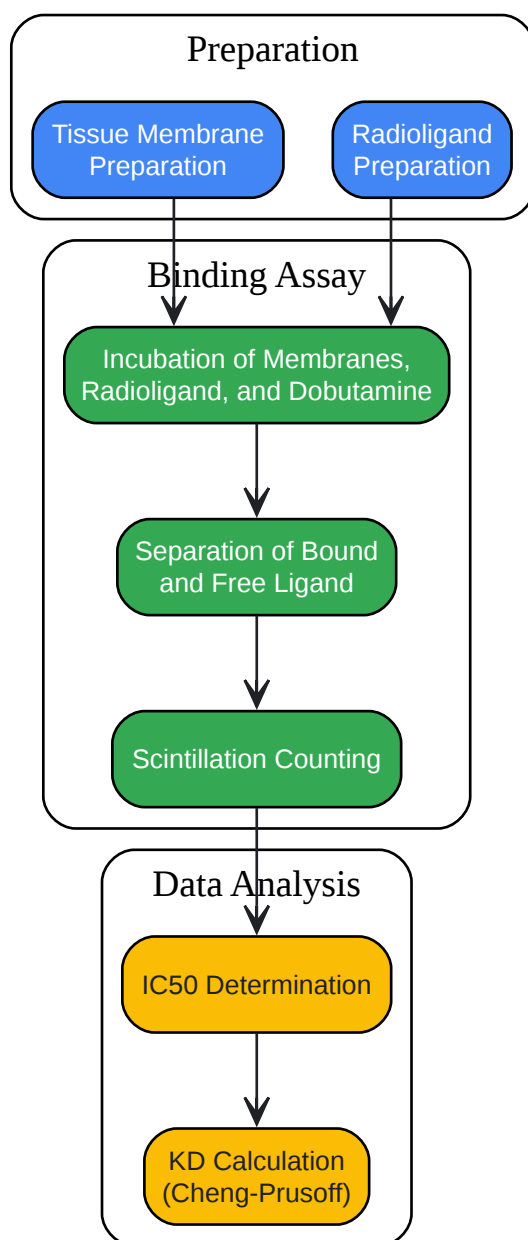 Preparation
Tissue Membrane
Preparation
Radioligand
Preparation
Binding Assay
Incubation of Membranes,
Radioligand, and Dobutamine
Separation of Bound
and Free Ligand
Scintillation Counting
Data Analysis
IC50 Determination
KD Calculation
(Cheng-Prusoff)